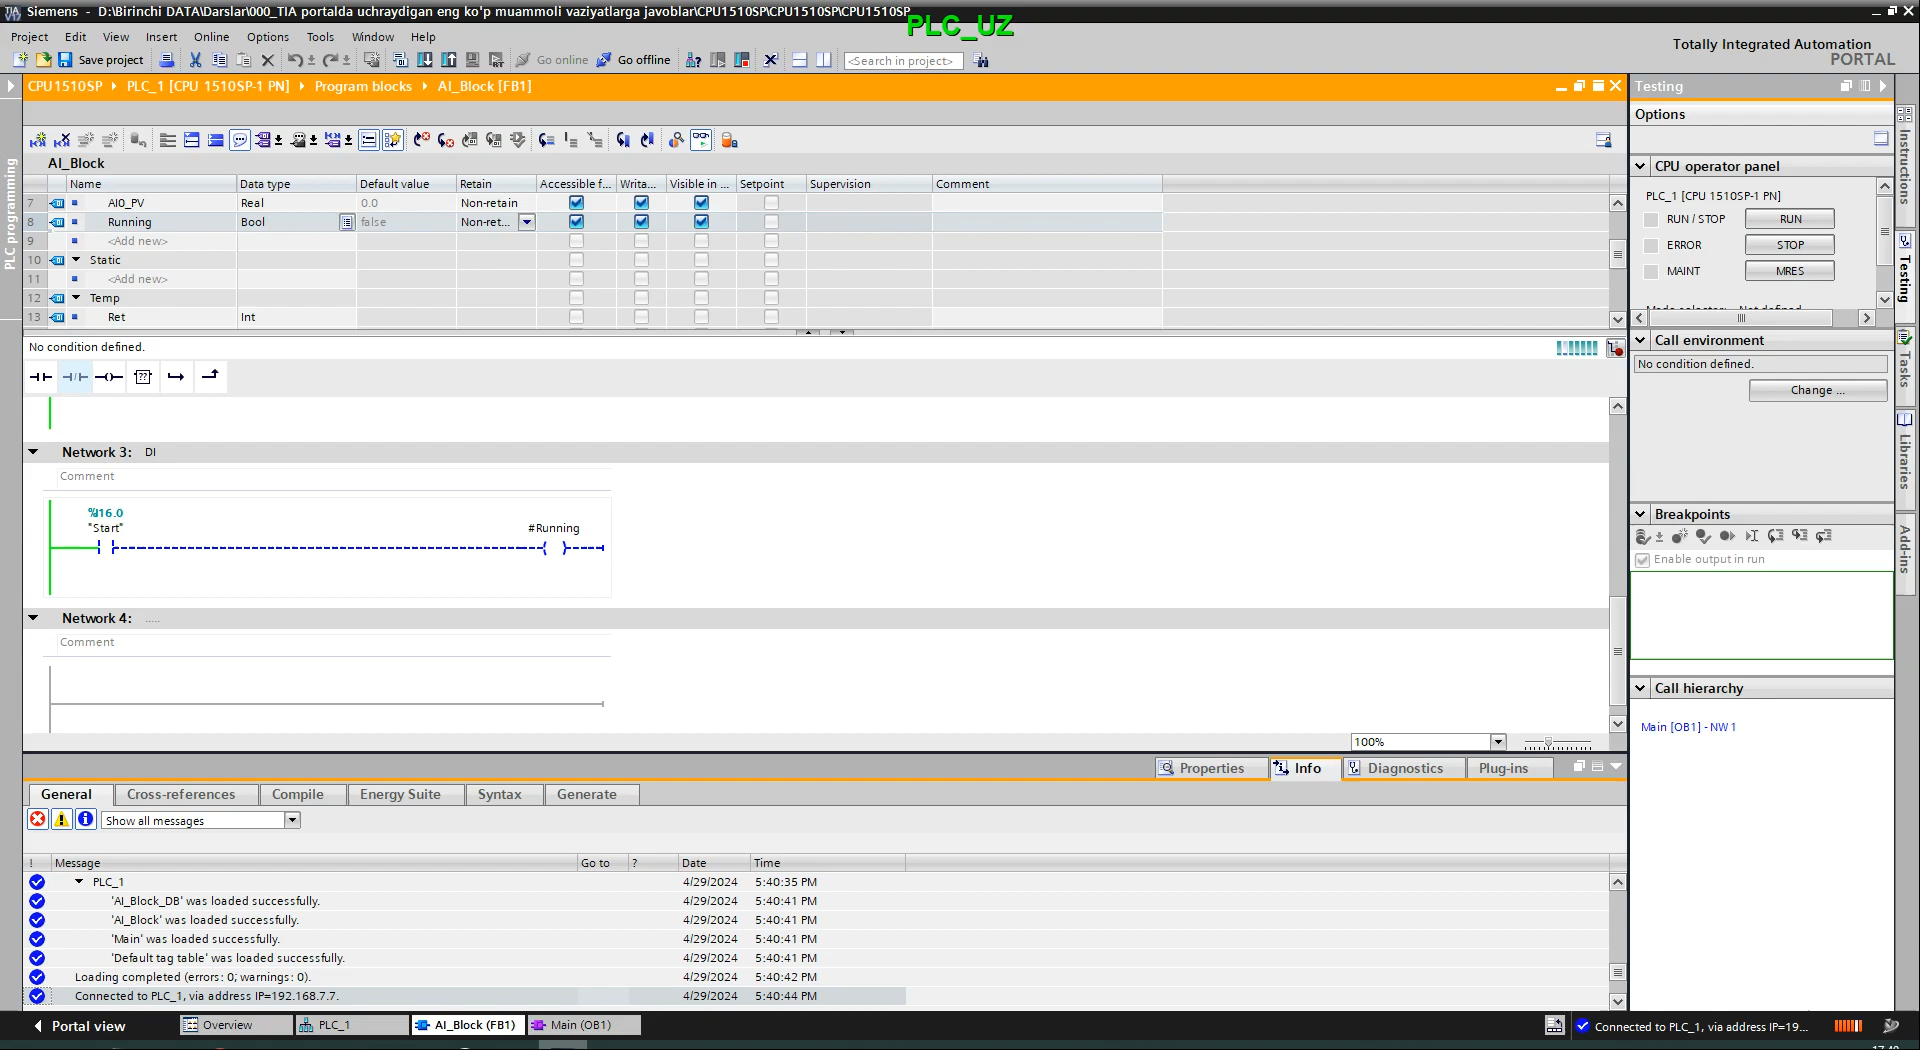 Siemens - D:\Birinchi DATA\Darslar\000_TIA portalda uchraydigan eng ko'p muammoli vaziyatlarga javoblar\CPU1510SP\CPU1510SP\CPU1510SP
PLC_UZ
Project Edit View Insert Online Options Tools Window Help
Totally Integrated Automation
PORTAL
Save project Go online Go offline <Search in project>
CPU1510SP PLC_1 [CPU 1510SP-1 PN] Program blocks AI_Block [FB1]
Testing
Options
PLC programming
AI_Block
Name Data type Default value Retain Accessible f... Writa... Visible in ... Setpoint Supervision Comment
7 AI0_PV Real 0.0 Non-retain
8 Running Bool false Non-ret...
9 <Add new>
10 Static
11 <Add new>
12 Temp
13 Ret Int
CPU operator panel
PLC_1 [CPU 1510SP-1 PN]
RUN / STOP RUN
ERROR STOP
MAINT MRES
No condition defined.
Call environment
No condition defined.
Change ...
Network 3: DI
Comment
%I16.0
"Start"
#Running
Network 4: .....
Comment
100%
Breakpoints
Enable output in run
Call hierarchy
Main [OB1] - NW 1
Instructions
Testing
Tasks
Libraries
Add-ins
Properties Info Diagnostics Plug-ins
General Cross-references Compile Energy Suite Syntax Generate
Show all messages
! Message Go to ? Date Time
PLC_1 4/29/2024 5:40:35 PM
'AI_Block_DB' was loaded successfully. 4/29/2024 5:40:41 PM
'AI_Block' was loaded successfully. 4/29/2024 5:40:41 PM
'Main' was loaded successfully. 4/29/2024 5:40:41 PM
'Default tag table' was loaded successfully. 4/29/2024 5:40:41 PM
Loading completed (errors: 0; warnings: 0). 4/29/2024 5:40:42 PM
Connected to PLC_1, via address IP=192.168.7.7. 4/29/2024 5:40:44 PM
Portal view Overview PLC_1 AI_Block (FB1) Main (OB1) Connected to PLC_1, via address IP=19...